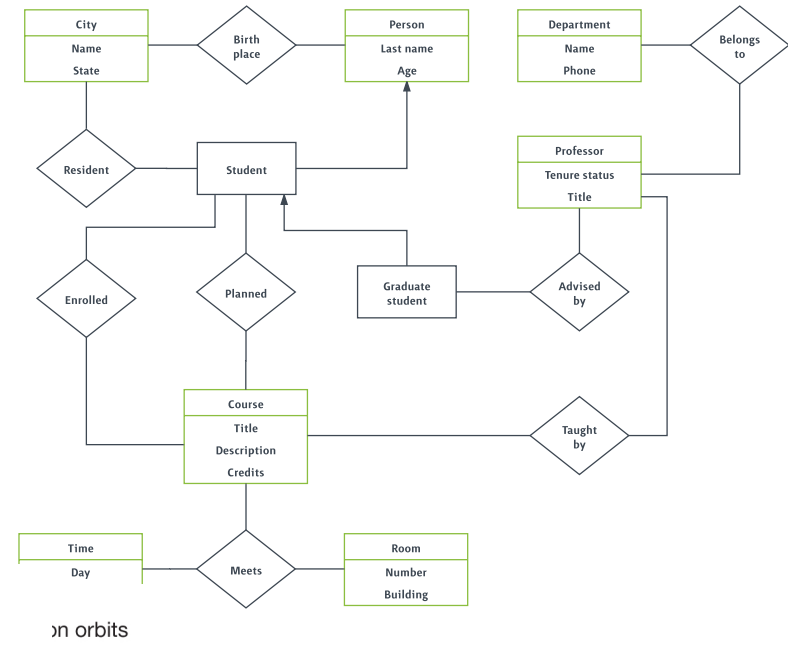 City
Name
State
Birth
place
Person
Last name
Age
Department
Name
Phone
Belongs
to
Resident
Student
Professor
Tenure status
Title
Enrolled
Planned
Graduate
student
Advised
by
Course
Title
Description
Credits
Taught
by
Time
Day
Meets
Room
Number
Building
orbits